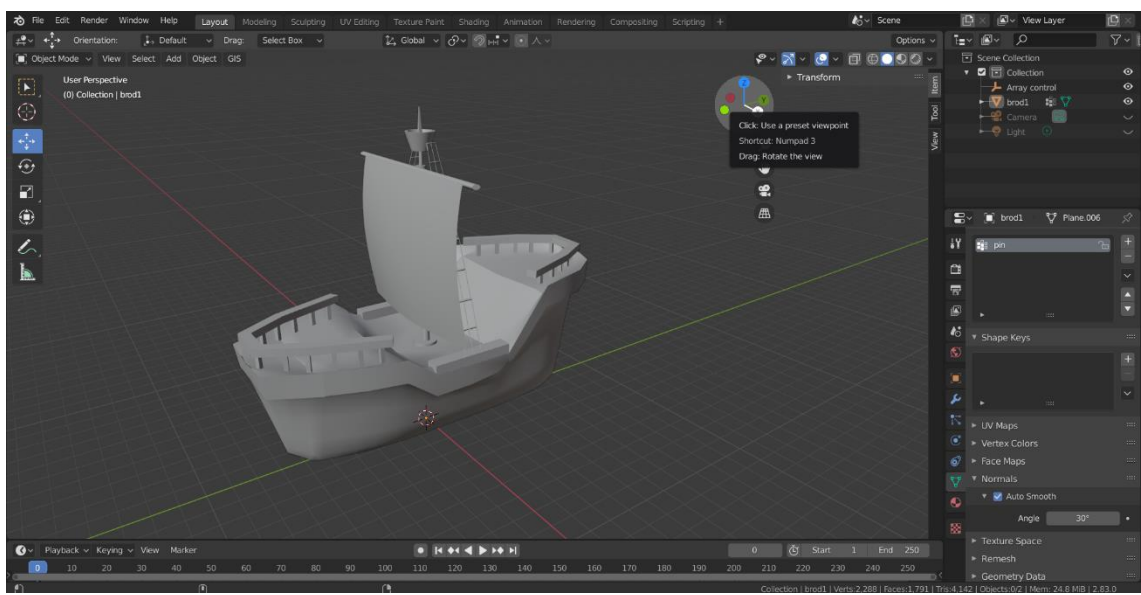 File Edit Render Window Help Layout Modeling Sculpting UV Editing Texture Paint Shading Animation Rendering Compositing Scripting + Scene View Layer
Orientation: Default Drag: Select Box Global Options
Object Mode View Select Add Object GIS
User Perspective
(0) Collection | brod1
Transform
Click: Use a preset viewpoint
Shortcut: Numpad 3
Drag: Rotate the view
Item
Tool
View
Scene Collection
Collection
Array control
brod1
Camera
Light
brod1 Plane.006
pin
Shape Keys
UV Maps
Vertex Colors
Face Maps
Normals
Auto Smooth
Angle 30°
Texture Space
Remesh
Geometry Data
Playback Keying View Marker 0 Start 1 End 250
0 10 20 30 40 50 60 70 80 90 100 110 120 130 140 150 160 170 180 190 200 210 220 230 240 250
Collection | brod1 | Verts:2,288 | Faces:1,791 | Tris:4,142 | Objects:0/2 | Mem: 24.8 MiB | 2.83.0